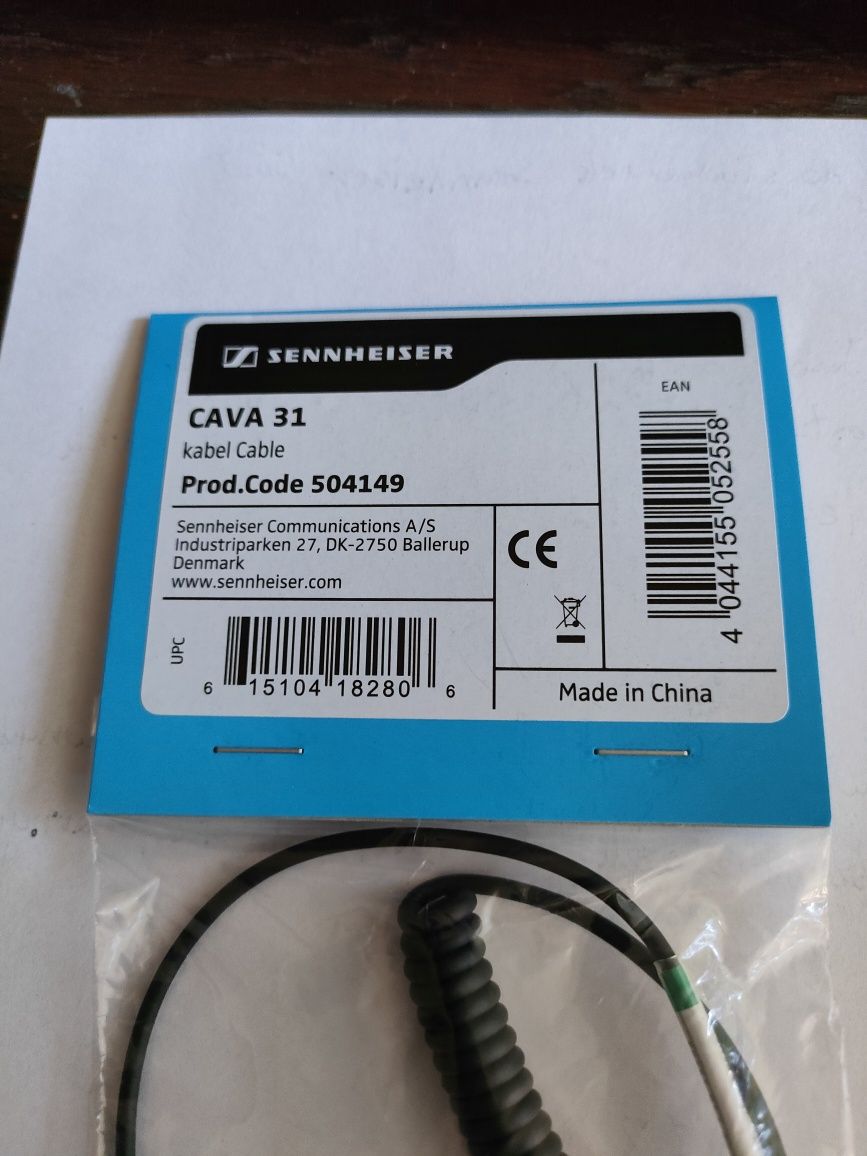 SENNHEISER
CAVA 31
kabel Cable
Prod.Code 504149
Sennheiser Communications A/S
Industriparken 27, DK-2750 Ballerup
Denmark
www.sennheiser.com
CE
EAN
4 044155 052558
UPC
6 15104 18280 6
Made in China